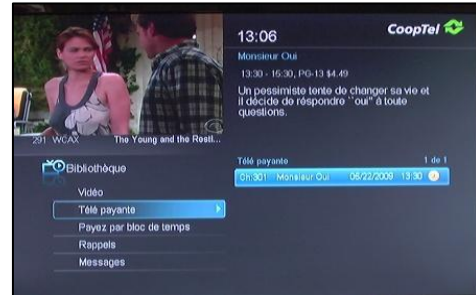 13:06
CoopTel
Monsieur Oui
13:30 - 16:30, PG-13 $4.49
Un pessimiste tente de changer sa vie et
il décide de répondre ``oui'' à toute
questions.
291 WCAX The Young and the Restl...
Bibliothèque
Vidéo
Télé payante
Payez par bloc de temps
Rappels
Messages
Télé payante 1 de 1
Ch:301 Monsieur Oui 06/22/2009 13:30